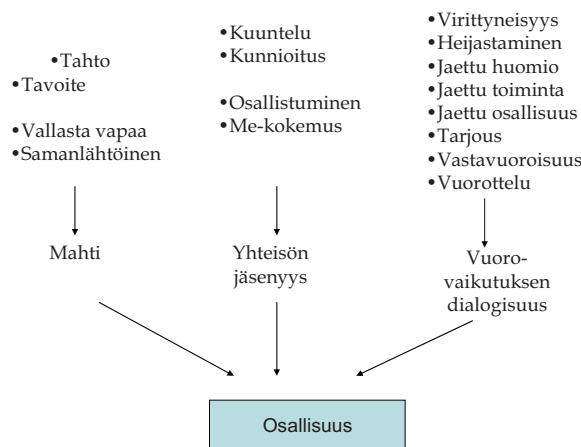 •Tahto
•Tavoite
•Vallasta vapaa
•Samanlähtöinen
Mahti
•Kuuntelu
•Kunnioitus
•Osallistuminen
•Me-kokemus
Yhteisön
jäsenyys
•Virittyneisyys
•Heijastaminen
•Jaettu huomio
•Jaettu toiminta
•Jaettu osallisuus
•Tarjous
•Vastavuoroisuus
•Vuorottelu
Vuoro-
vaikutuksen
dialogisuus
Osallisuus